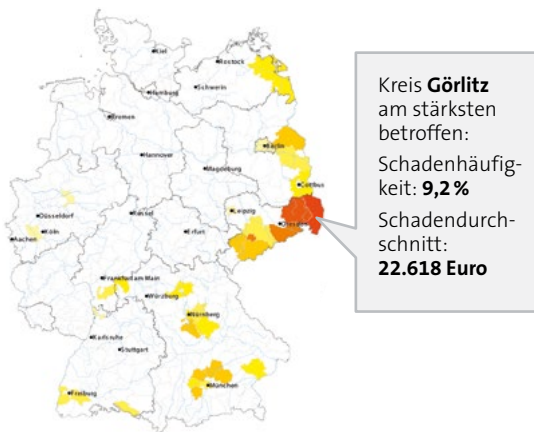 Kiel
Rostock
Schwerin
Hamburg
Bremen
Berlin
Hannover
Magdeburg
Cottbus
Düsseldorf
Kassel
Leipzig
Köln
Aachen
Erfurt
Dresden
Frankfurt am Main
Würzburg
Nürnberg
Karlsruhe
Stuttgart
Freiburg
München
Kreis Görlitz
am stärksten
betroffen:
Schadenhäufig-
keit: 9,2 %
Schadendurch-
schnitt:
22.618 Euro